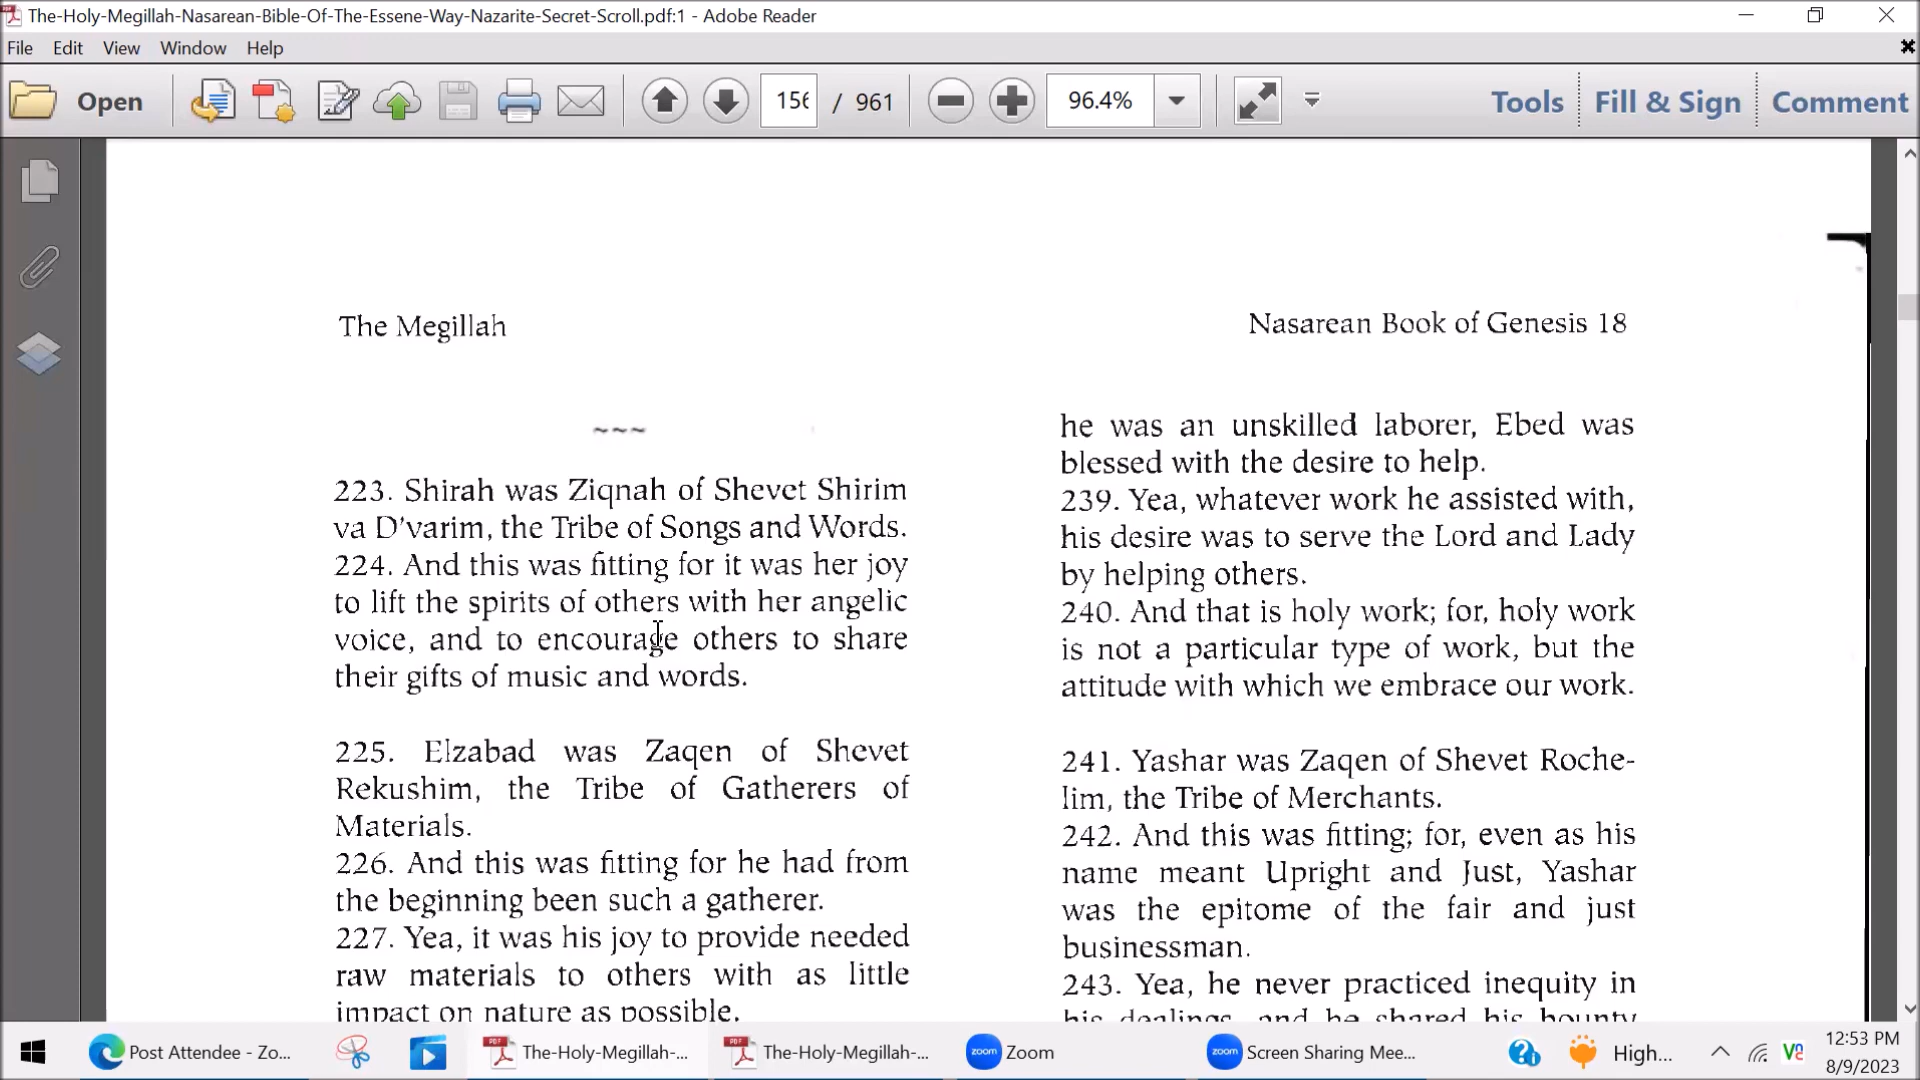 The-Holy-Megillah-Nasarean-Bible-Of-The-Essene-Way-Nazarite-Secret-Scroll.pdf:1 - Adobe Reader
File Edit View Window Help
Open 156 / 961 96.4% Tools Fill & Sign Comment
The Megillah
Nasarean Book of Genesis 18
~~~
223. Shirah was Ziqnah of Shevet Shirim
va D'varim, the Tribe of Songs and Words.
224. And this was fitting for it was her joy
to lift the spirits of others with her angelic
voice, and to encourage others to share
their gifts of music and words.
225. Elzabad was Zaqen of Shevet
Rekushim, the Tribe of Gatherers of
Materials.
226. And this was fitting for he had from
the beginning been such a gatherer.
227. Yea, it was his joy to provide needed
raw materials to others with as little
impact on nature as possible.
he was an unskilled laborer, Ebed was
blessed with the desire to help.
239. Yea, whatever work he assisted with,
his desire was to serve the Lord and Lady
by helping others.
240. And that is holy work; for, holy work
is not a particular type of work, but the
attitude with which we embrace our work.
241. Yashar was Zaqen of Shevet Roche-
lim, the Tribe of Merchants.
242. And this was fitting; for, even as his
name meant Upright and Just, Yashar
was the epitome of the fair and just
businessman.
243. Yea, he never practiced inequity in
his dealings, and he shared his bounty
Post Attendee - Zo...
The-Holy-Megillah-...
The-Holy-Megillah-...
zoom Zoom
zoom Screen Sharing Mee...
High...
12:53 PM
8/9/2023